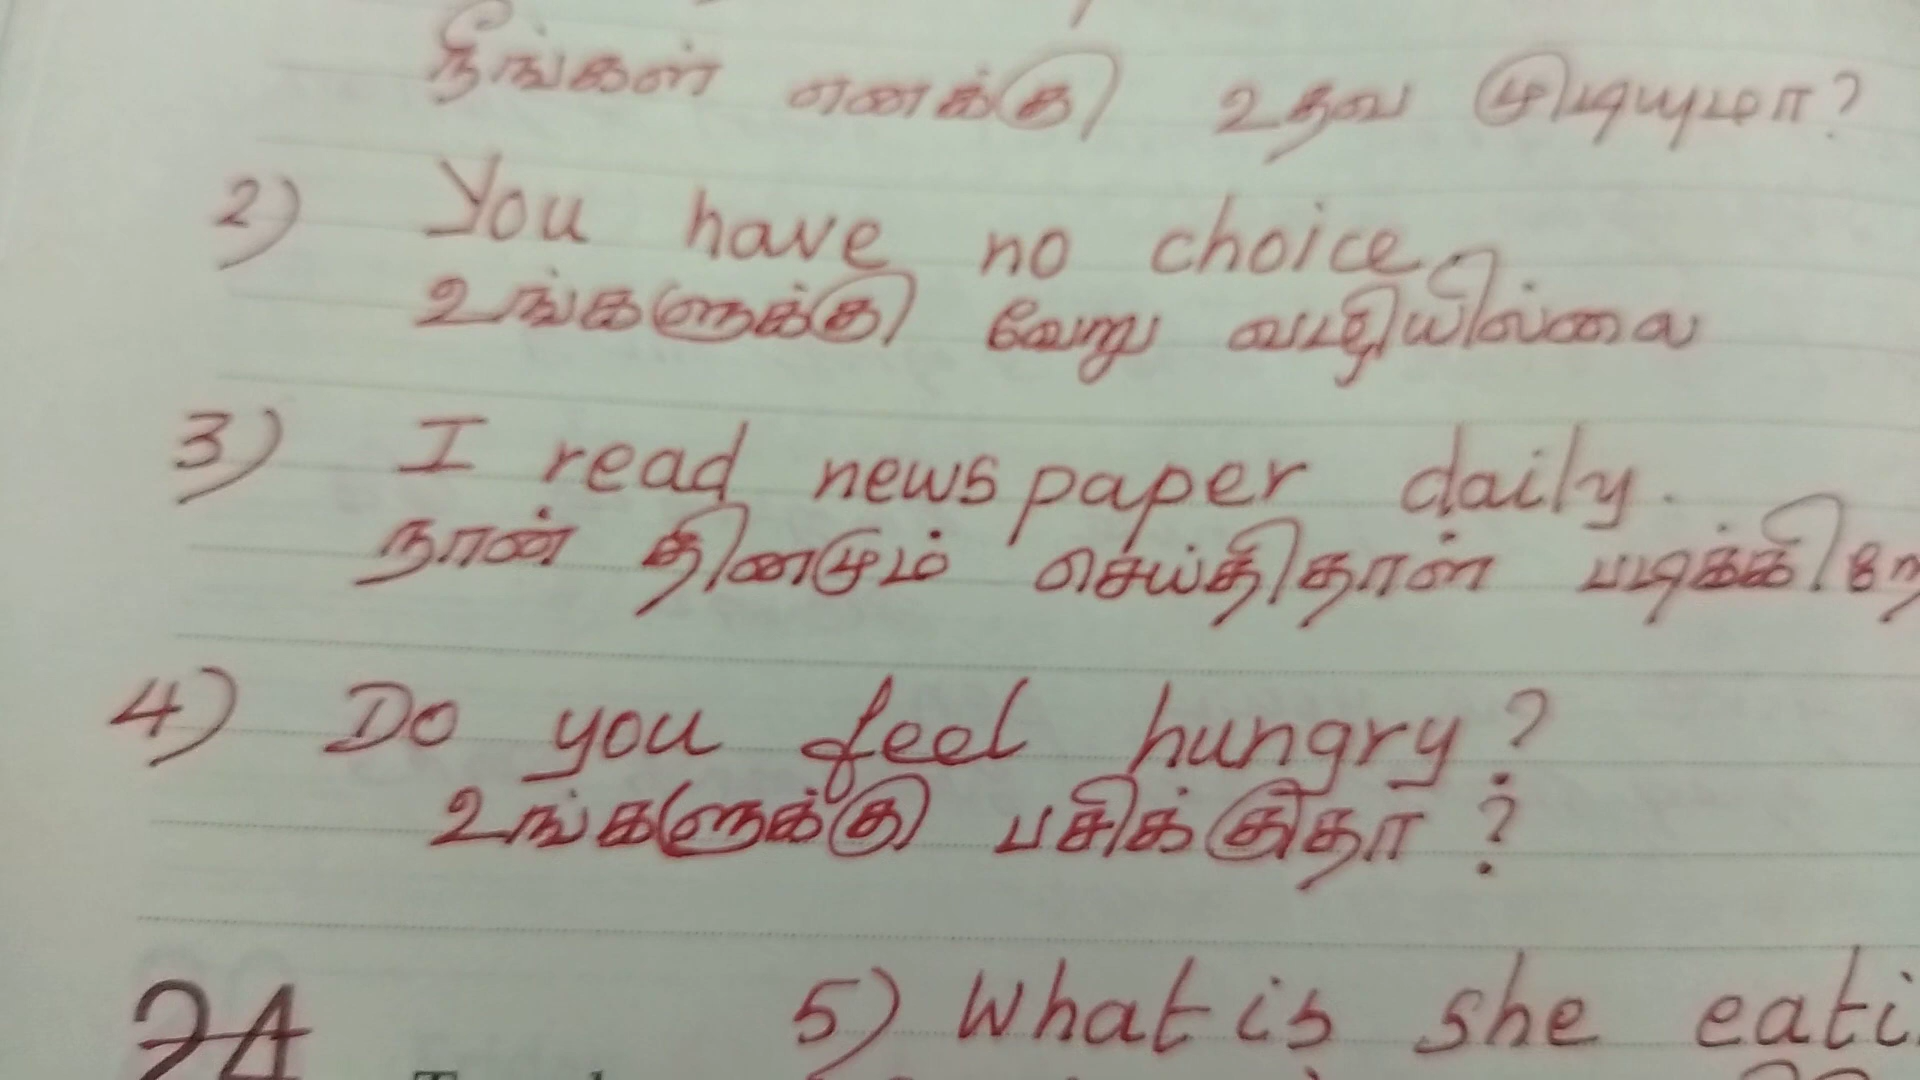 நீங்கள் எனக்கு உதவ முடியுமா?
2) You have no choice.
உங்களுக்கு வேறு வழியில்லை
3) I read newspaper daily.
நான் தினமும் செய்திதாள்
4) Do you feel hungry?
உங்களுக்கு பசிக்குதா?
24
5) What is she